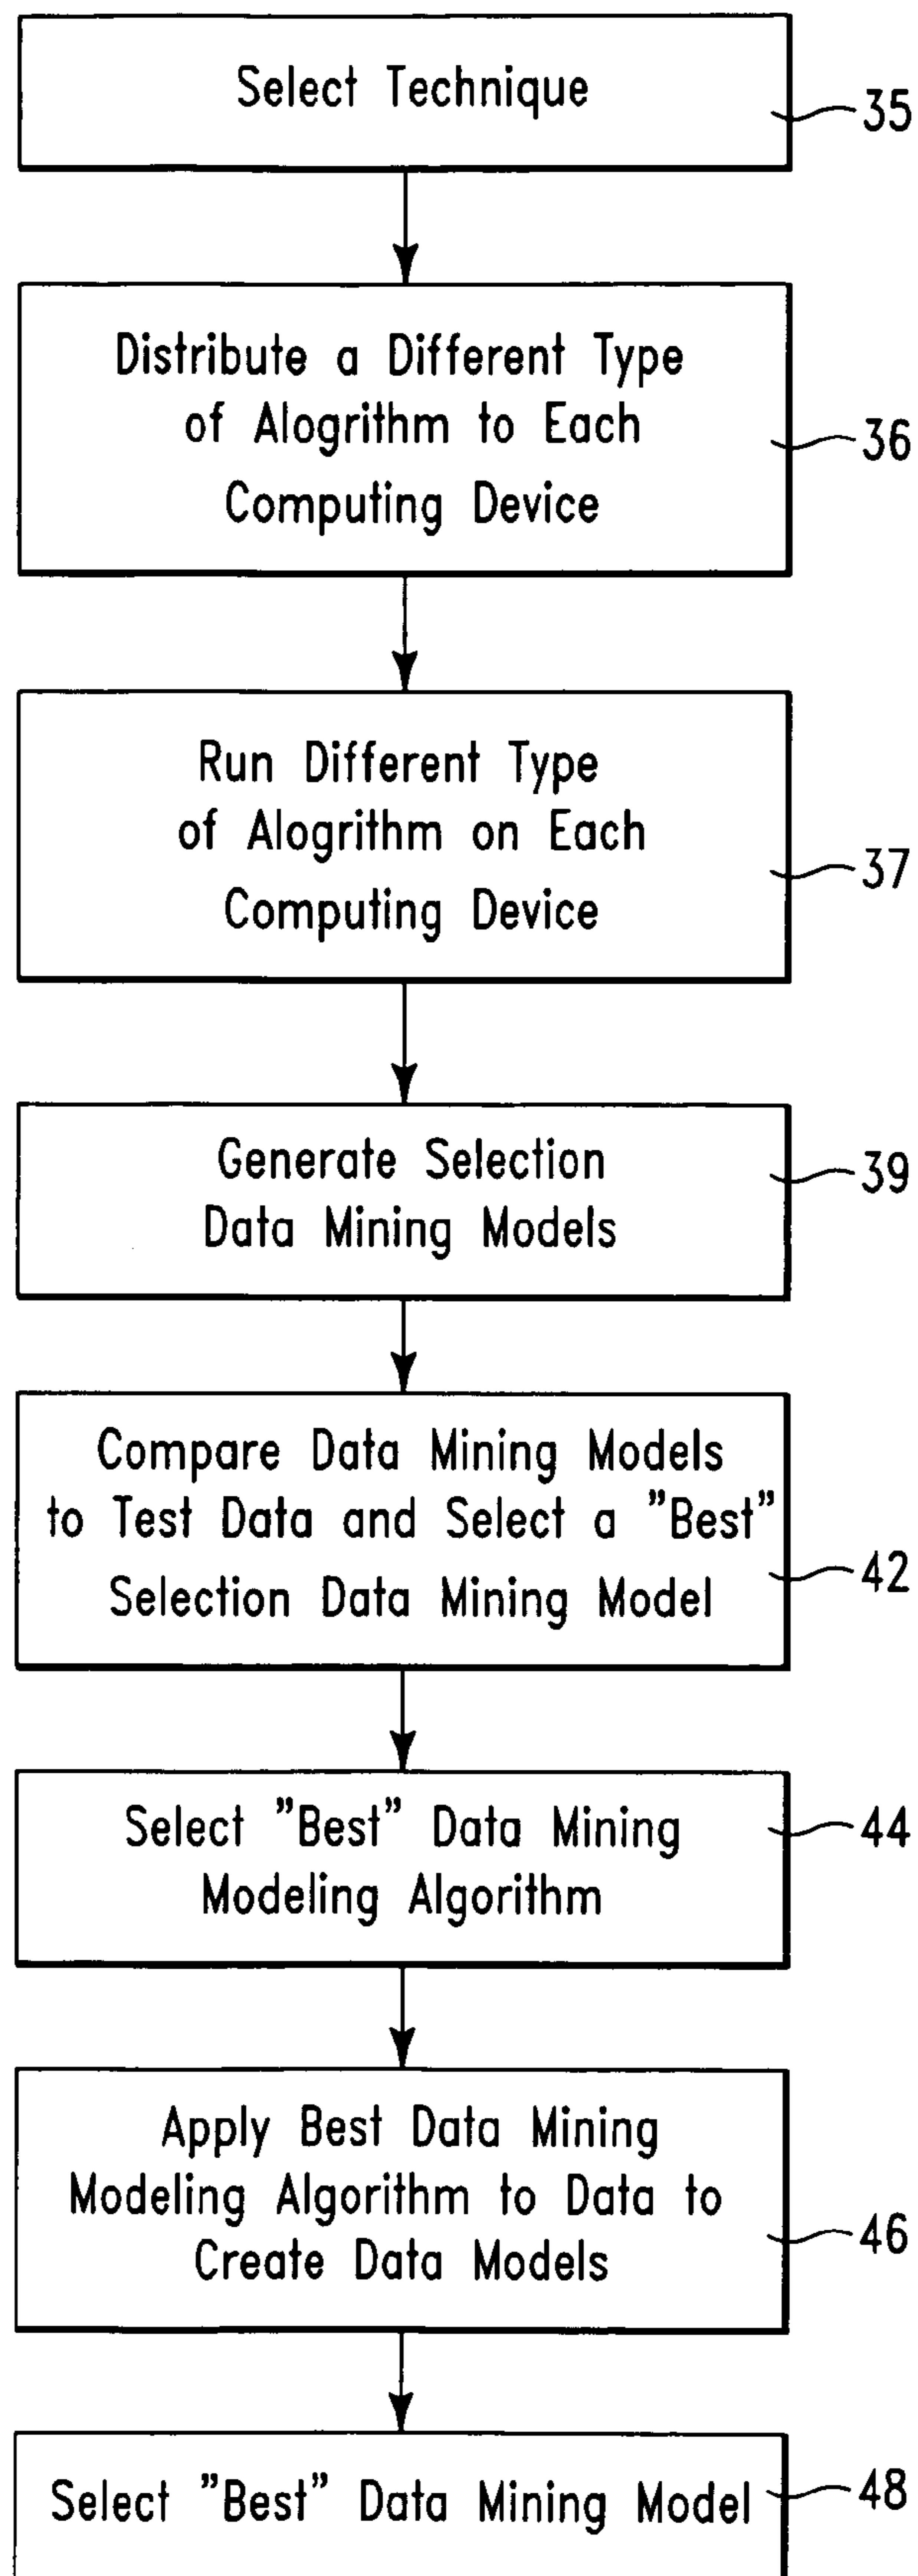 Select Technique
35
Distribute a Different Type
of Alogrithm to Each
Computing Device
36
Run Different Type
of Alogrithm on Each
Computing Device
37
Generate Selection
Data Mining Models
39
Compare Data Mining Models
to Test Data and Select a "Best"
Selection Data Mining Model
42
Select "Best" Data Mining
Modeling Algorithm
44
Apply Best Data Mining
Modeling Algorithm to Data to
Create Data Models
46
Select "Best" Data Mining Model
48